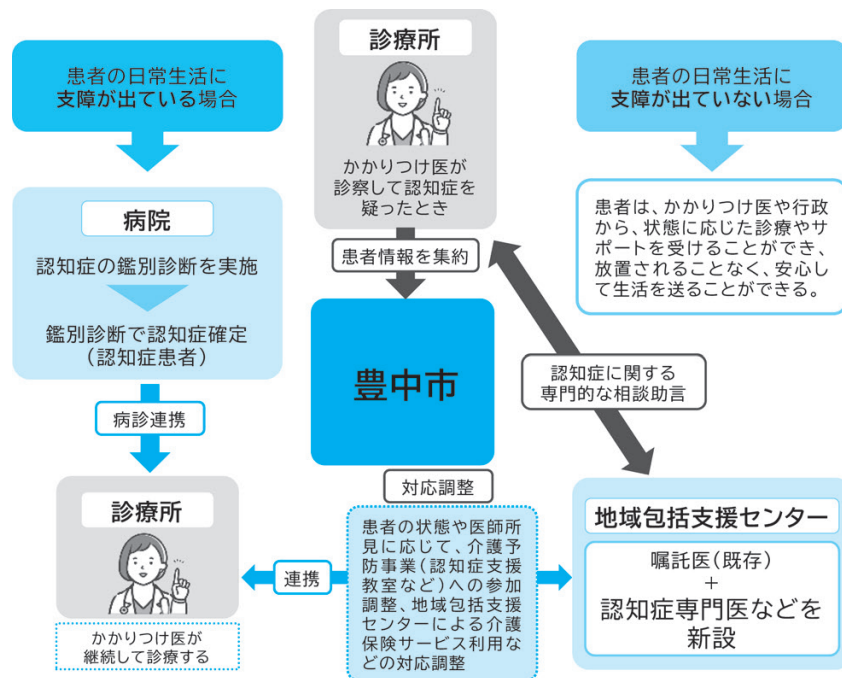 患者の日常生活に
支障が出ている場合
病院
認知症の鑑別診断を実施
鑑別診断で認知症確定
（認知症患者）
病診連携
診療所
かかりつけ医が
継続して診療する
診療所
かかりつけ医が
診察して認知症を
疑ったとき
患者情報を集約
豊中市
対応調整
患者の状態や医師所
見に応じて、介護予
防事業（認知症支援
教室など）への参加
調整、地域包括支援
センターによる介護
保険サービス利用な
どの対応調整
連携
患者の日常生活に
支障が出ていない場合
患者は、かかりつけ医や行政
から、状態に応じた診療やサ
ポートを受けることができ、
放置されることなく、安心し
て生活を送ることができる。
認知症に関する
専門的な相談助言
地域包括支援センター
嘱託医（既存）
+
認知症専門医などを
新設